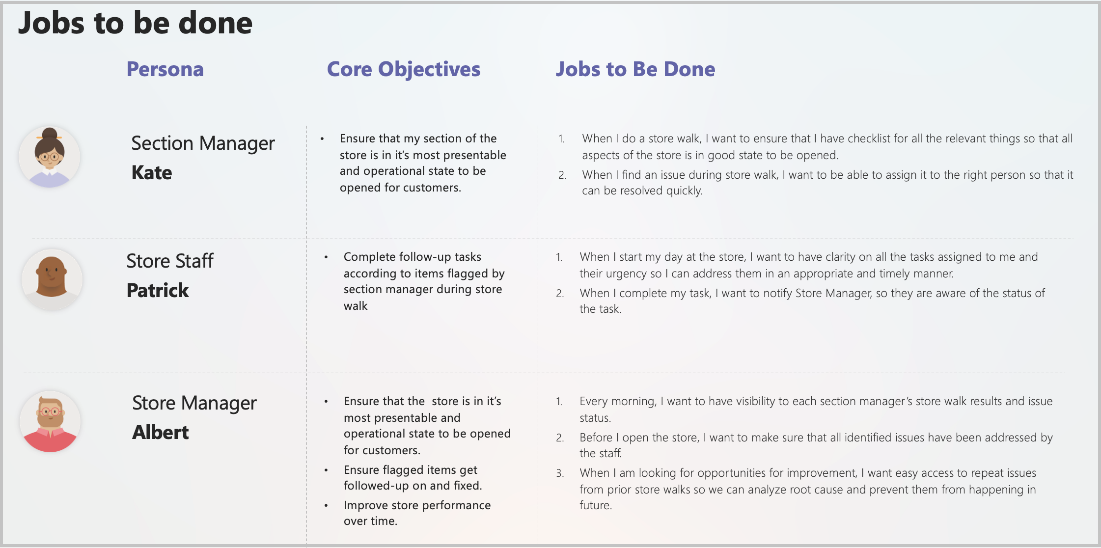 Jobs to be done
Persona
Core Objectives
Jobs to Be Done
Section Manager
Kate
• Ensure that my section of the
store is in it's most presentable
and operational state to be
opened for customers.
1. When I do a store walk, I want to ensure that I have checklist for all the relevant things so that all
aspects of the store is in good state to be opened.
2. When I find an issue during store walk, I want to be able to assign it to the right person so that it
can be resolved quickly.
Store Staff
Patrick
• Complete follow-up tasks
according to items flagged by
section manager during store
walk
1. When I start my day at the store, I want to have clarity on all the tasks assigned to me and
their urgency so I can address them in an appropriate and timely manner.
2. When I complete my task, I want to notify Store Manager, so they are aware of the status of
the task.
Store Manager
Albert
• Ensure that the store is in it's
most presentable and
operational state to be opened
for customers.
• Ensure flagged items get
followed-up on and fixed.
• Improve store performance
over time.
1. Every morning, I want to have visibility to each section manager's store walk results and issue
status.
2. Before I open the store, I want to make sure that all identified issues have been addressed by
the staff.
3. When I am looking for opportunities for improvement, I want easy access to repeat issues
from prior store walks so we can analyze root cause and prevent them from happening in
future.